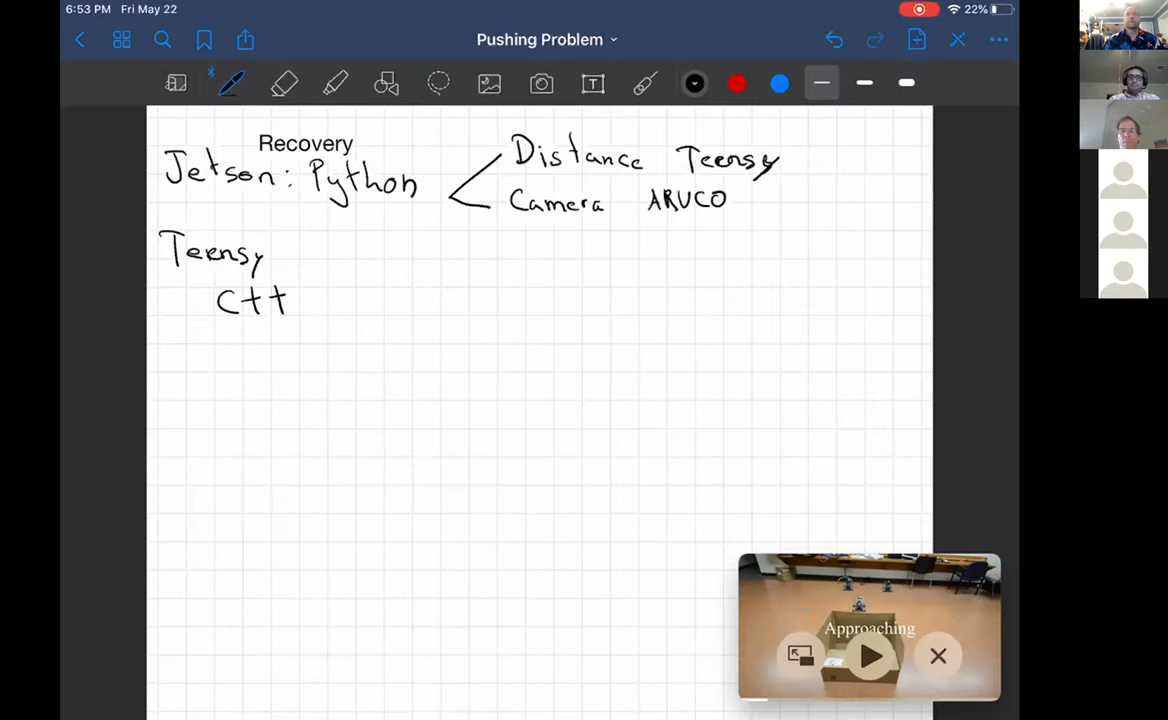 6:53 PM Fri May 22
22%
Pushing Problem
T
Recovery
Jetson: Python
Distance Teensy
Camera ARUCO
Teensy
C++
Approaching